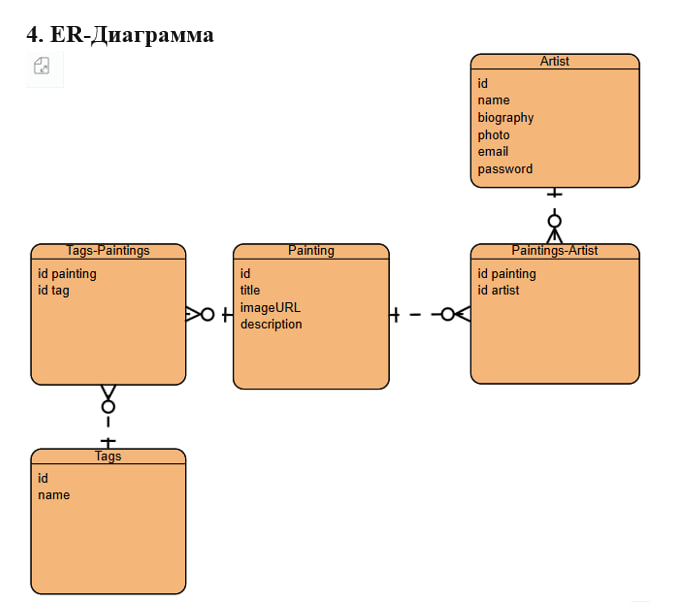 4. ER-Диаграмма
Artist
id
name
biography
photo
email
password
Tags-Paintings
id painting
id tag
Painting
id
title
imageURL
description
Paintings-Artist
id painting
id artist
Tags
id
name